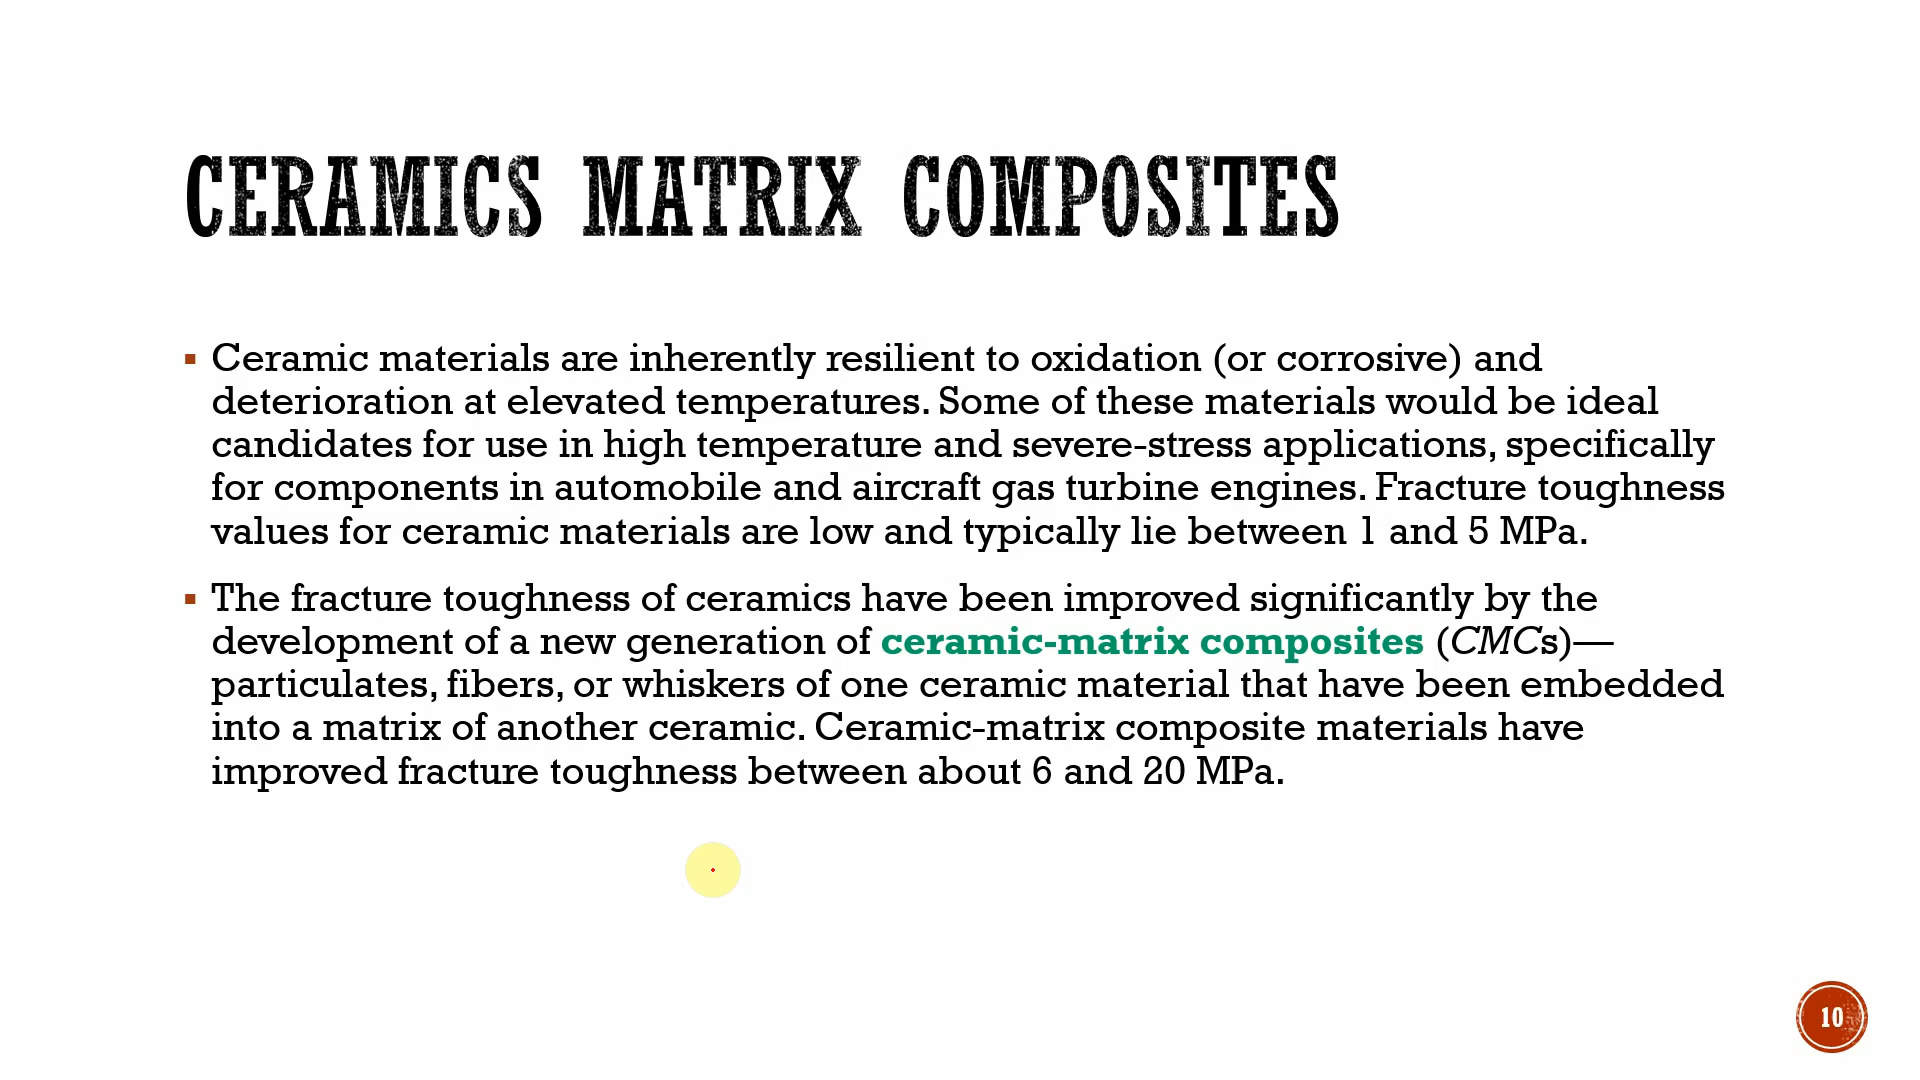 CERAMICS MATRIX COMPOSITES
▪ Ceramic materials are inherently resilient to oxidation (or corrosive) and
deterioration at elevated temperatures. Some of these materials would be ideal
candidates for use in high temperature and severe-stress applications, specifically
for components in automobile and aircraft gas turbine engines. Fracture toughness
values for ceramic materials are low and typically lie between 1 and 5 MPa.
▪ The fracture toughness of ceramics have been improved significantly by the
development of a new generation of ceramic-matrix composites (CMCs)—
particulates, fibers, or whiskers of one ceramic material that have been embedded
into a matrix of another ceramic. Ceramic-matrix composite materials have
improved fracture toughness between about 6 and 20 MPa.
10